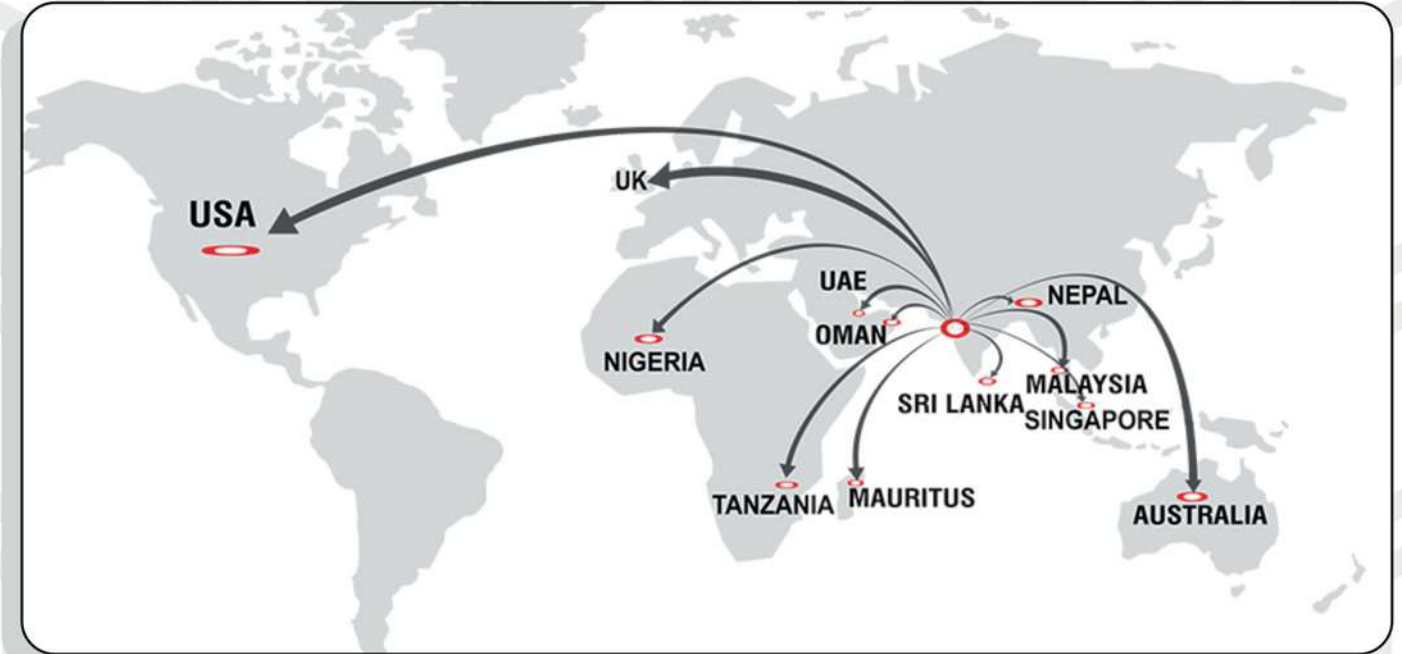 UK
USA
UAE
NEPAL
OMAN
NIGERIA
MALAYSIA
SRI LANKA
SINGAPORE
TANZANIA
MAURITUS
AUSTRALIA